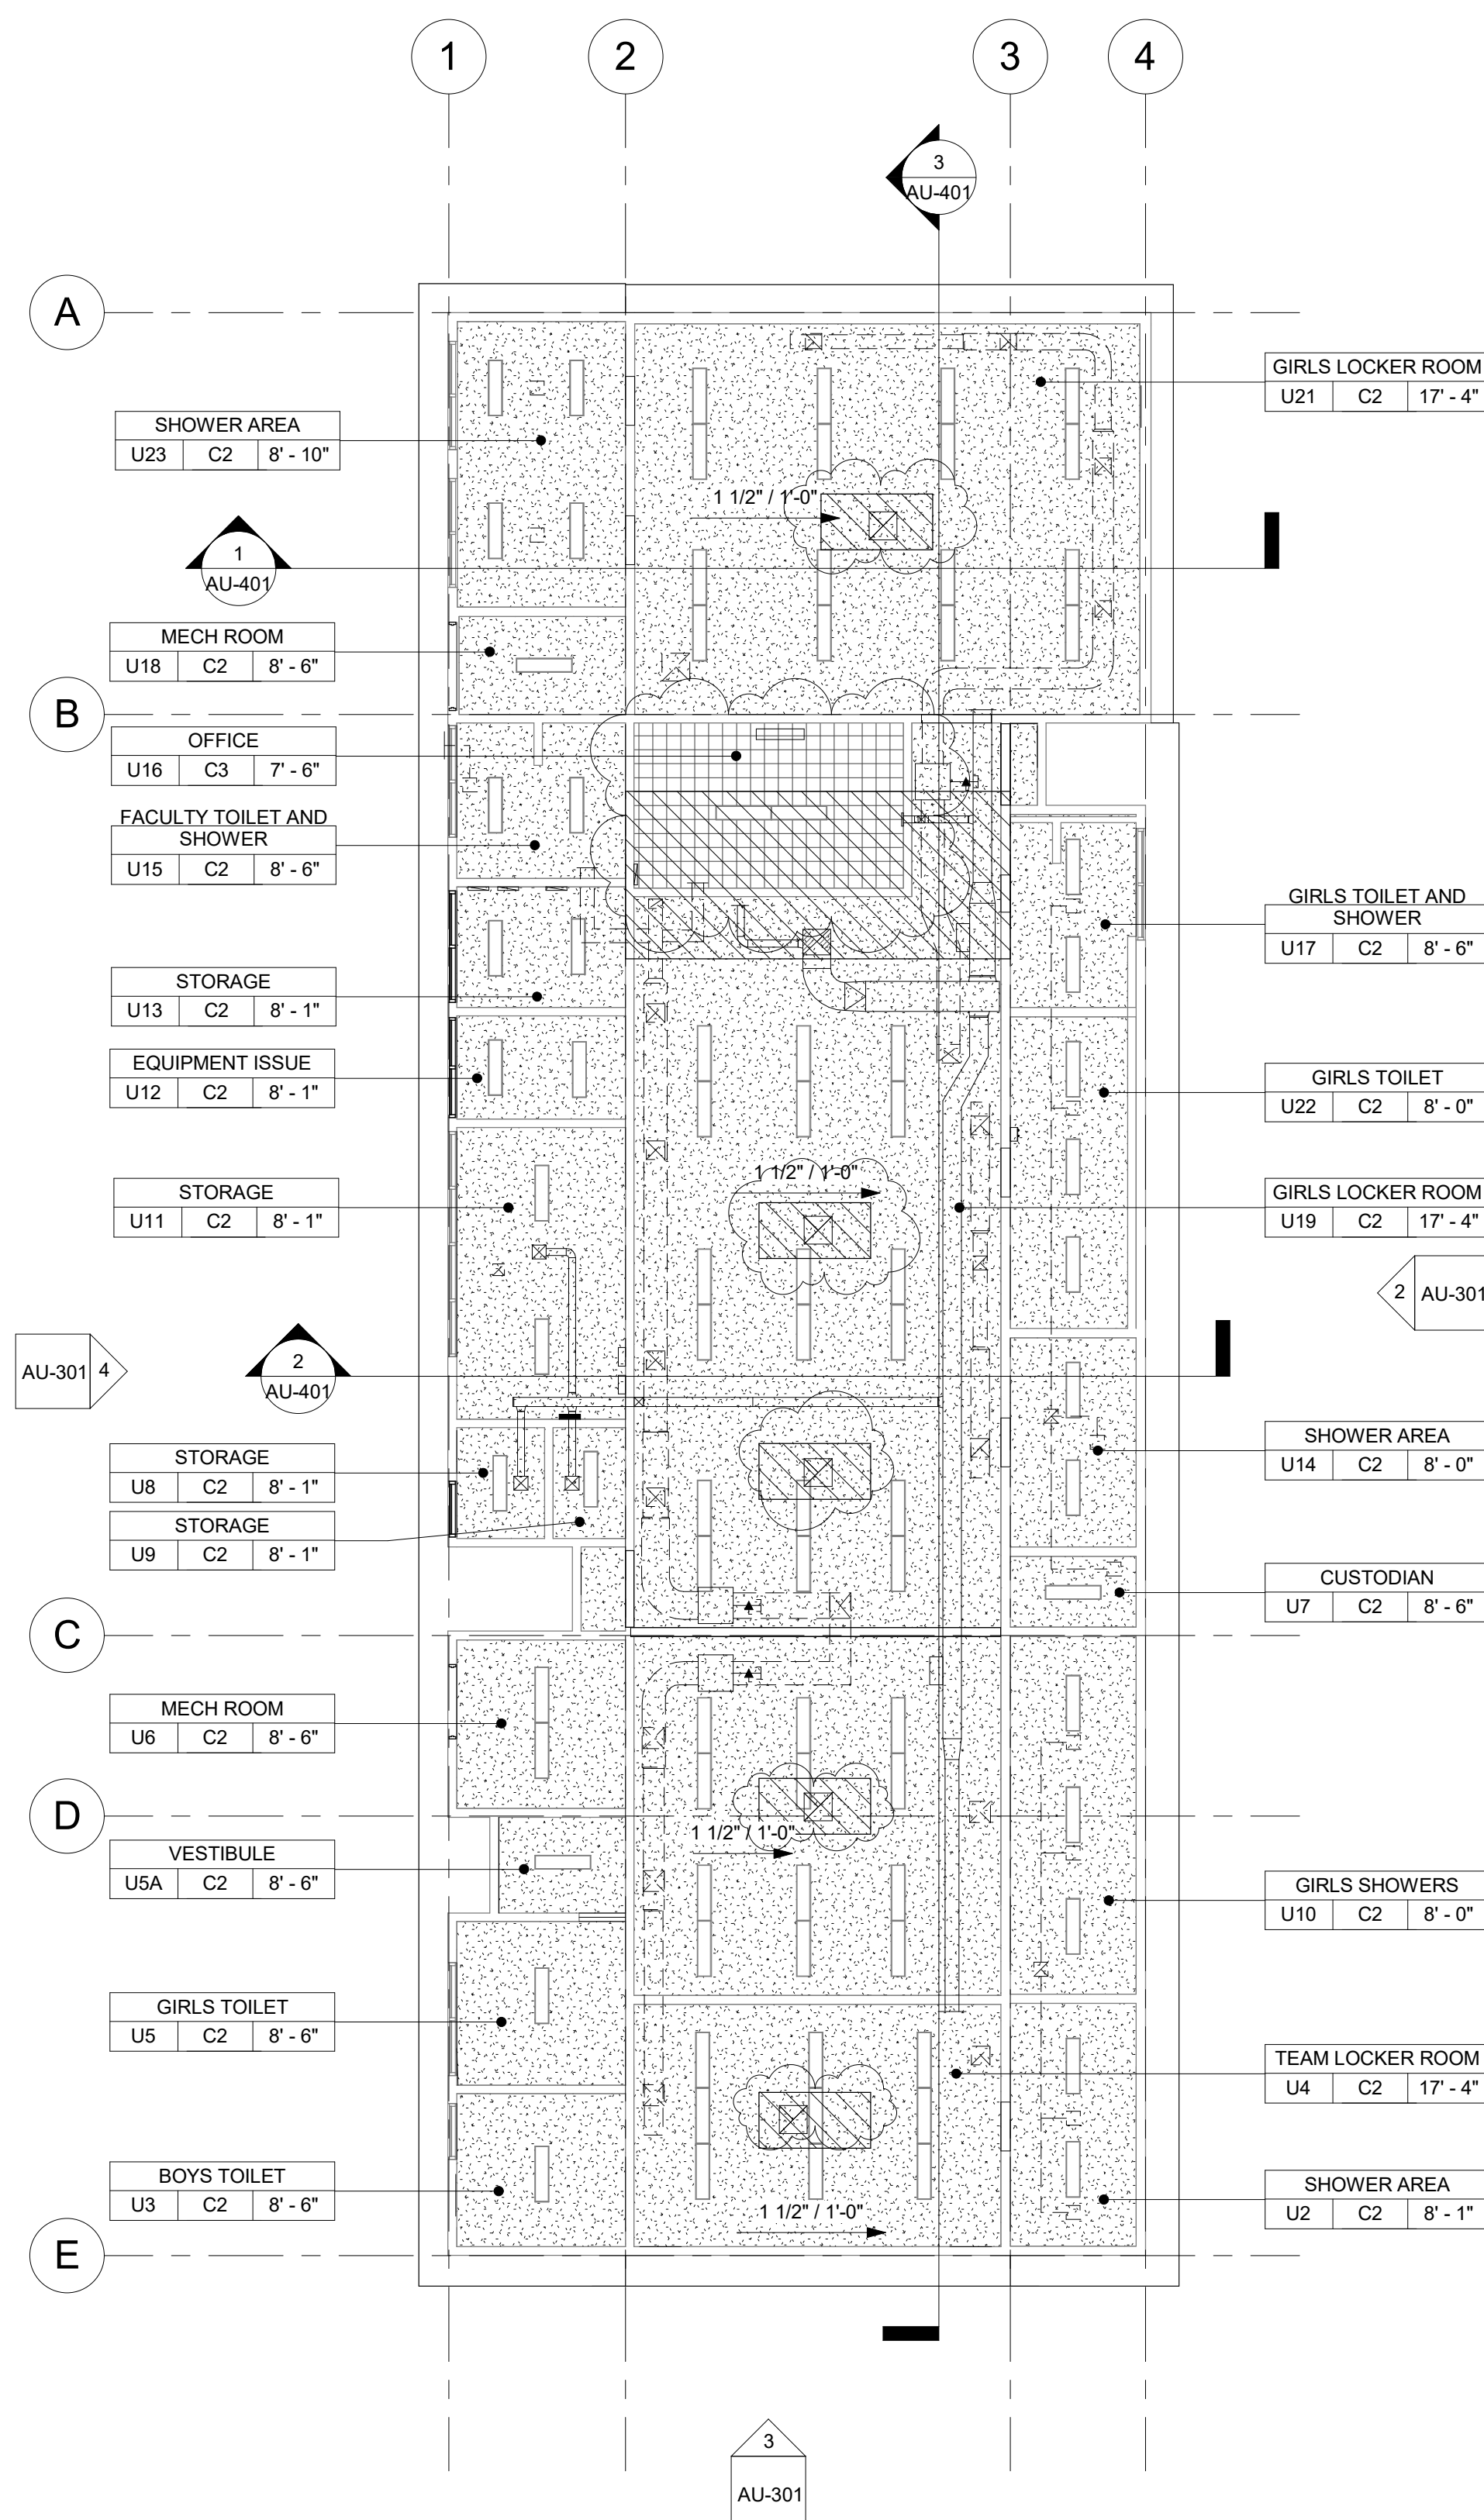 1
2
3
4
3
AU-401
A
GIRLS LOCKER ROOM
U21 C2 17' - 4"
SHOWER AREA
U23 C2 8' - 10"
1 1/2" / 1'-0"
1
AU-401
MECH ROOM
U18 C2 8' - 6"
B
OFFICE
U16 C3 7' - 6"
FACULTY TOILET AND
SHOWER
U15 C2 8' - 6"
GIRLS TOILET AND
SHOWER
U17 C2 8' - 6"
STORAGE
U13 C2 8' - 1"
EQUIPMENT ISSUE
U12 C2 8' - 1"
GIRLS TOILET
U22 C2 8' - 0"
1 1/2" / 1'-0"
STORAGE
U11 C2 8' - 1"
GIRLS LOCKER ROOM
U19 C2 17' - 4"
2 AU-301
AU-301 4
2
AU-401
SHOWER AREA
U14 C2 8' - 0"
STORAGE
U8 C2 8' - 1"
STORAGE
U9 C2 8' - 1"
CUSTODIAN
U7 C2 8' - 6"
C
MECH ROOM
U6 C2 8' - 6"
D
1 1/2" / 1'-0"
VESTIBULE
U5A C2 8' - 6"
GIRLS SHOWERS
U10 C2 8' - 0"
GIRLS TOILET
U5 C2 8' - 6"
TEAM LOCKER ROOM
U4 C2 17' - 4"
BOYS TOILET
U3 C2 8' - 6"
SHOWER AREA
U2 C2 8' - 1"
1 1/2" / 1'-0"
E
3
AU-301